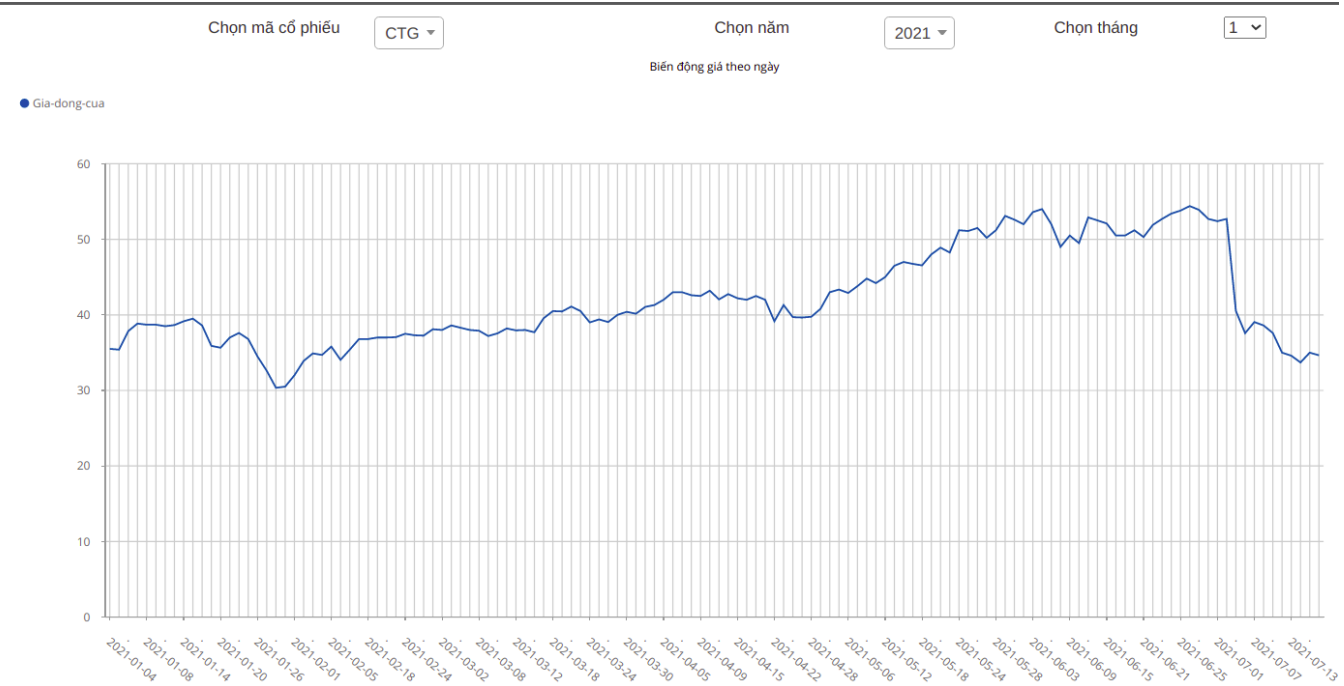 Chọn mã cổ phiếu CTG Chọn năm 2021 Chọn tháng 1
Biến động giá theo ngày
Gia-dong-cua
60
50
40
30
20
10
0
2021-01-04 2021-01-08 2021-01-14 2021-01-20 2021-01-26 2021-02-01 2021-02-05 2021-02-18 2021-02-24 2021-03-02 2021-03-08 2021-03-12 2021-03-18 2021-03-24 2021-03-30 2021-04-05 2021-04-09 2021-04-15 2021-04-22 2021-04-28 2021-05-06 2021-05-12 2021-05-18 2021-05-24 2021-05-28 2021-06-03 2021-06-09 2021-06-15 2021-06-21 2021-06-25 2021-07-01 2021-07-07 2021-07-13